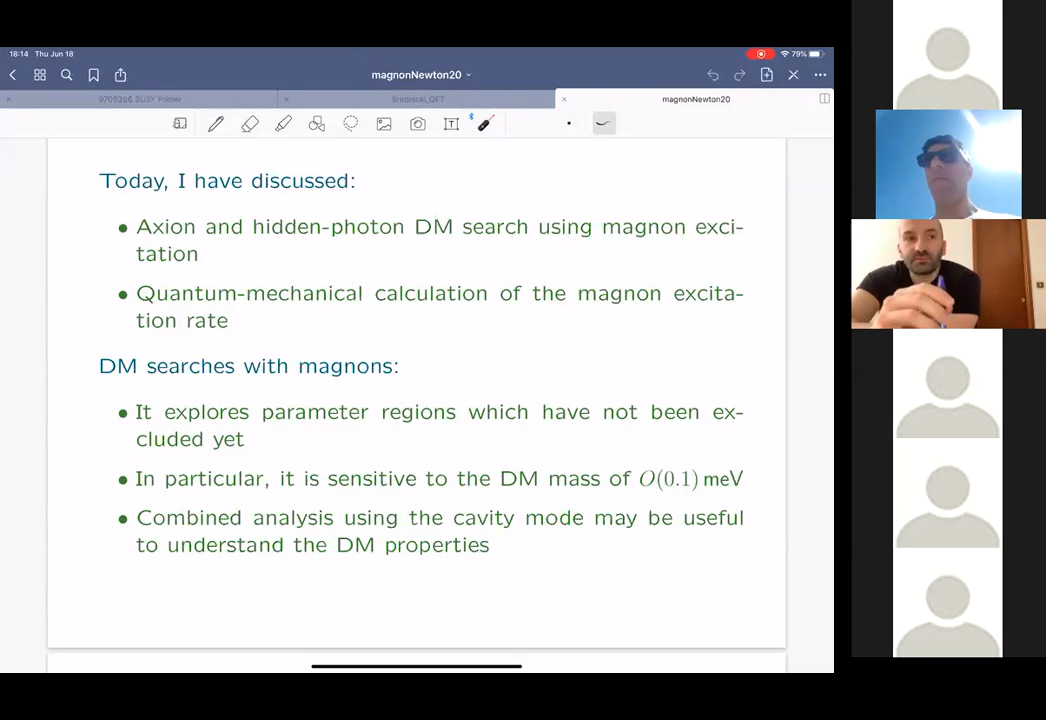 18:14 Thu Jun 18
79%
magnonNewton20
9709356 SUSY Primer
Srednicki_QFT
magnonNewton20
Today, I have discussed:
• Axion and hidden-photon DM search using magnon exci-
tation
• Quantum-mechanical calculation of the magnon excita-
tion rate
DM searches with magnons:
• It explores parameter regions which have not been ex-
cluded yet
• In particular, it is sensitive to the DM mass of O(0.1) meV
• Combined analysis using the cavity mode may be useful
to understand the DM properties